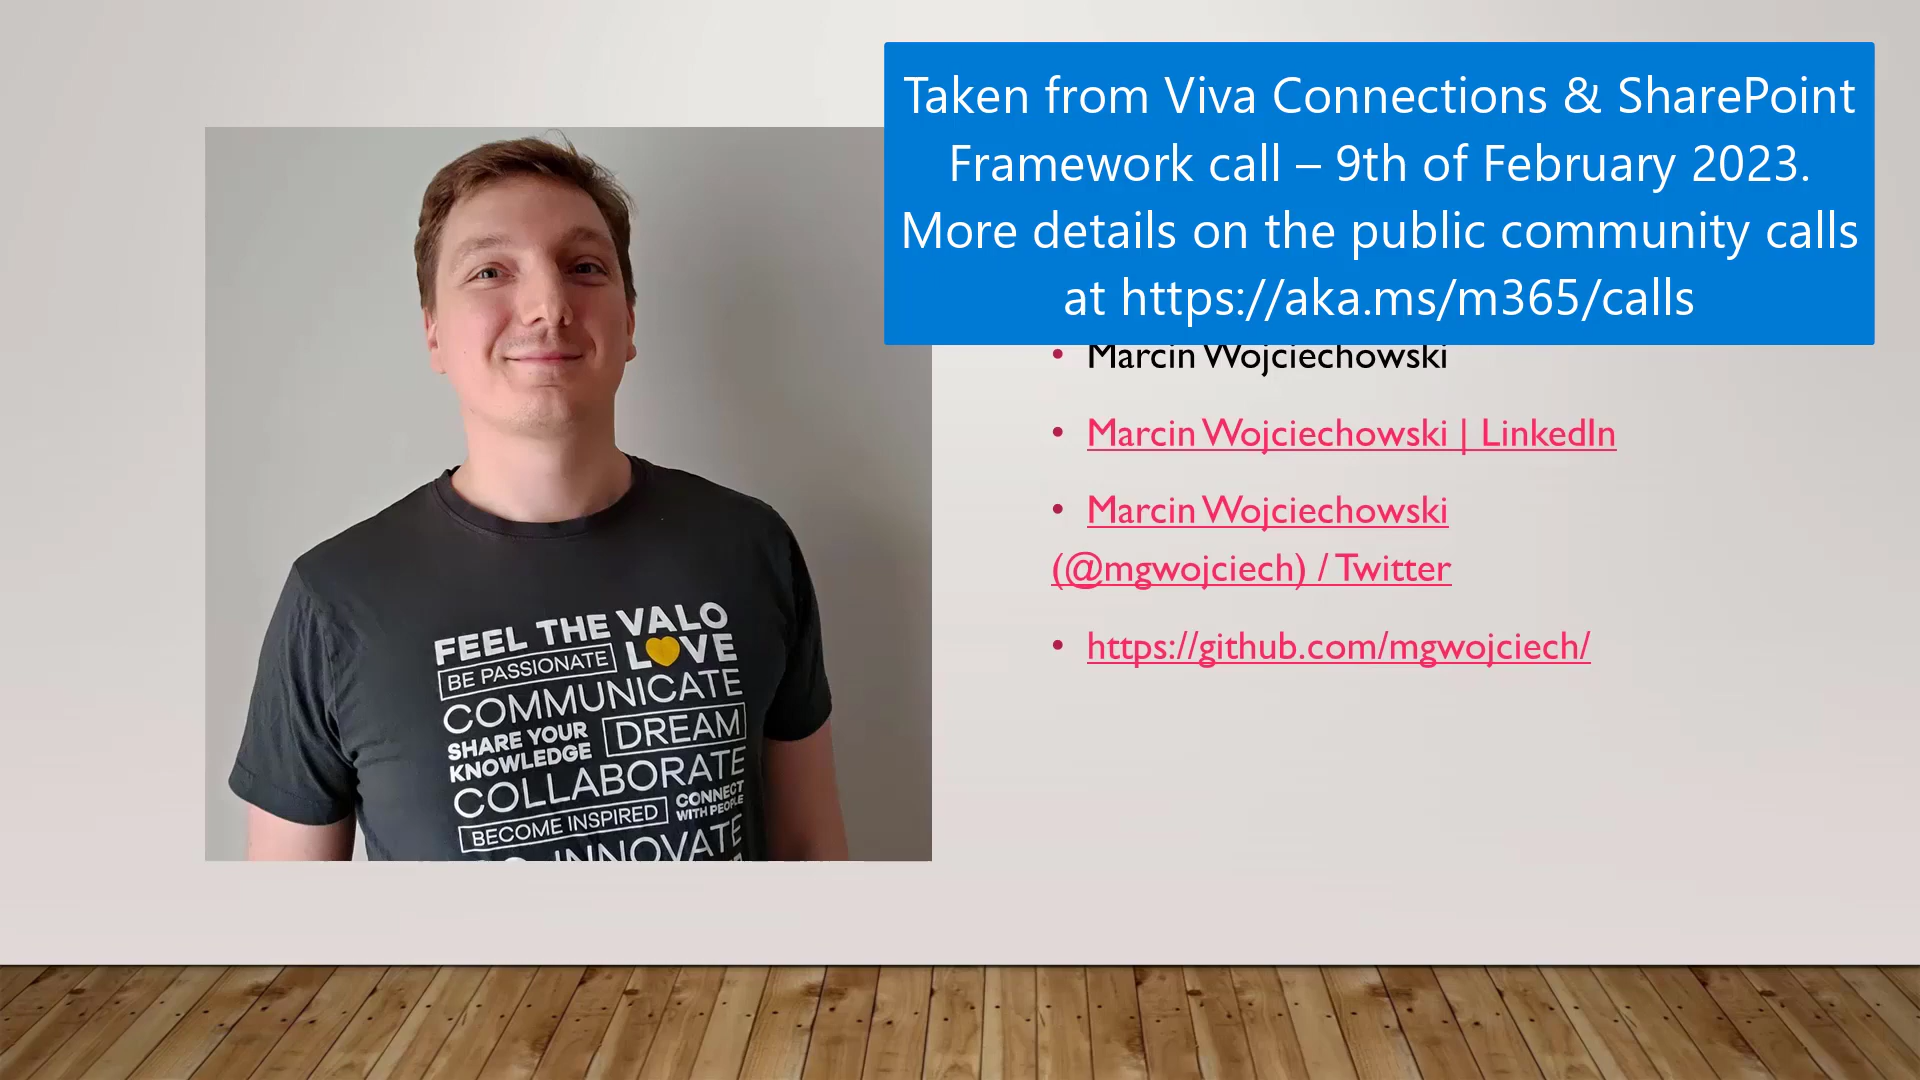 Taken from Viva Connections & SharePoint
Framework call – 9th of February 2023.
More details on the public community calls
at https://aka.ms/m365/calls
• Marcin Wojciechowski
• Marcin Wojciechowski | LinkedIn
• Marcin Wojciechowski
(@mgwojciech) / Twitter
• https://github.com/mgwojciech/
FEEL THE VALO
BE PASSIONATE LOVE
COMMUNICATE
SHARE YOUR
KNOWLEDGE
DREAM
COLLABORATE
BECOME INSPIRED
CONNECT
WITH PEOPLE
INNOVATE